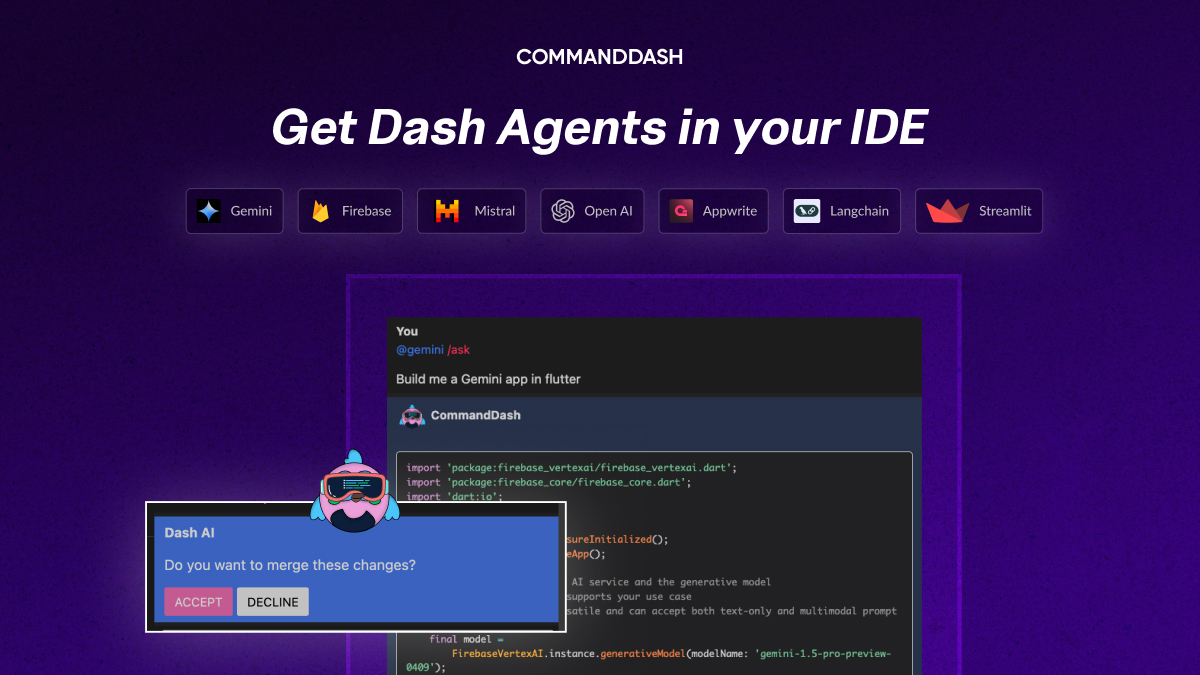 COMMANDDASH
Get Dash Agents in your IDE
Gemini
Firebase
Mistral
Open AI
Appwrite
Langchain
Streamlit
You
@gemini /ask
Build me a Gemini app in flutter
CommandDash
import 'package:firebase_vertexai/firebase_vertexai.dart';
import 'package:firebase_core/firebase_core.dart';
import 'dart:io';
sureInitialized();
eApp();
AI service and the generative model
supports your use case
satile and can accept both text-only and multimodal prompt
final model =
FirebaseVertexAI.instance.generativeModel(modelName: 'gemini-1.5-pro-preview-
0409');
Dash AI
Do you want to merge these changes?
ACCEPT
DECLINE